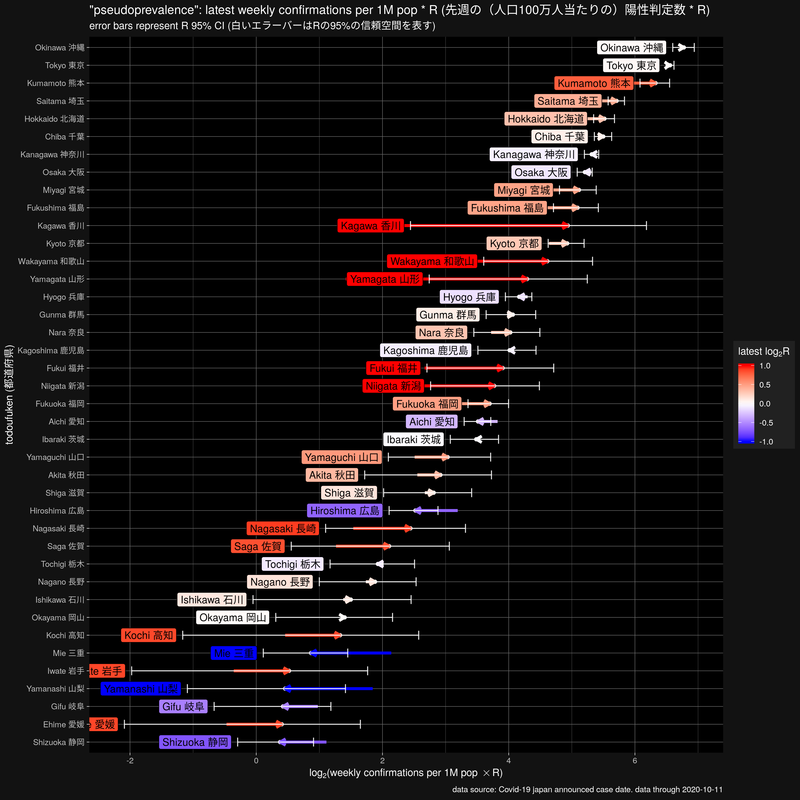 "pseudoprevalence": latest weekly confirmations per 1M pop * R (先週の（人口100万人当たりの）陽性判定数 * R)
error bars represent R 95% CI (白いエラーバーはRの95%の信頼空間を表す)
todoufuken (都道府県)
Okinawa 沖縄 Okinawa 沖縄
Tokyo 東京 Tokyo 東京
Kumamoto 熊本 Kumamoto 熊本
Saitama 埼玉 Saitama 埼玉
Hokkaido 北海道 Hokkaido 北海道
Chiba 千葉 Chiba 千葉
Kanagawa 神奈川 Kanagawa 神奈川
Osaka 大阪 Osaka 大阪
Miyagi 宮城 Miyagi 宮城
Fukushima 福島 Fukushima 福島
Kagawa 香川 Kagawa 香川
Kyoto 京都 Kyoto 京都
Wakayama 和歌山 Wakayama 和歌山
Yamagata 山形 Yamagata 山形
Hyogo 兵庫 Hyogo 兵庫
Gunma 群馬 Gunma 群馬
Nara 奈良 Nara 奈良
Kagoshima 鹿児島 Kagoshima 鹿児島
Fukui 福井 Fukui 福井
Niigata 新潟 Niigata 新潟
Fukuoka 福岡 Fukuoka 福岡
Aichi 愛知 Aichi 愛知
Ibaraki 茨城 Ibaraki 茨城
Yamaguchi 山口 Yamaguchi 山口
Akita 秋田 Akita 秋田
Shiga 滋賀 Shiga 滋賀
Hiroshima 広島 Hiroshima 広島
Nagasaki 長崎 Nagasaki 長崎
Saga 佐賀 Saga 佐賀
Tochigi 栃木 Tochigi 栃木
Nagano 長野 Nagano 長野
Ishikawa 石川 Ishikawa 石川
Okayama 岡山 Okayama 岡山
Kochi 高知 Kochi 高知
Mie 三重 Mie 三重
Iwate 岩手 te 岩手
Yamanashi 山梨 Yamanashi 山梨
Gifu 岐阜 Gifu 岐阜
Ehime 愛媛 愛媛
Shizuoka 静岡 Shizuoka 静岡
-2 0 2 4 6
log2(weekly confirmations per 1M pop × R)
latest log2R
1.0
0.5
0.0
-0.5
-1.0
data source: Covid-19 japan announced case date. data through 2020-10-11